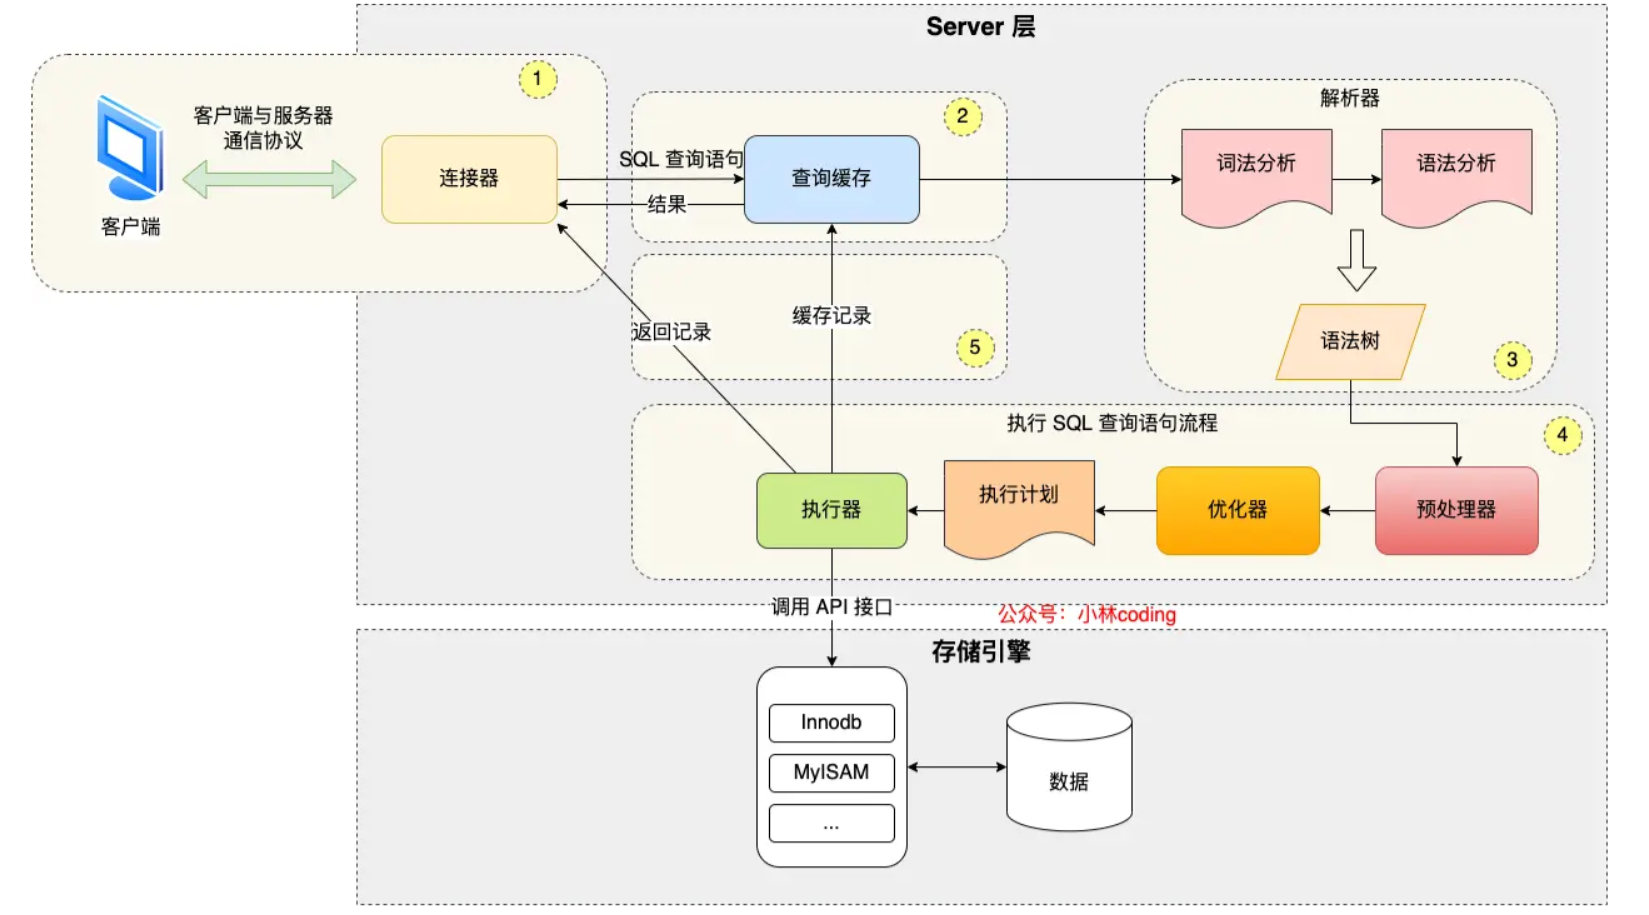 Server 层
1
客户端与服务器
通信协议
客户端
连接器
SQL 查询语句
结果
2
查询缓存
解析器
词法分析
语法分析
语法树
3
返回记录
缓存记录
5
执行 SQL 查询语句流程
4
执行器
执行计划
优化器
预处理器
调用 API 接口
公众号：小林coding
存储引擎
Innodb
MyISAM
...
数据